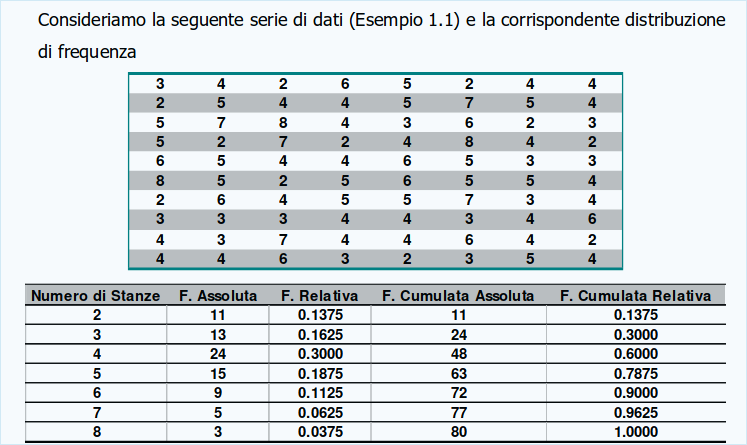 Consideriamo la seguente serie di dati (Esempio 1.1) e la corrispondente distribuzione
di frequenza
3 4 2 6 5 2 4 4
2 5 4 4 5 7 5 4
5 7 8 4 3 6 2 3
5 2 7 2 4 8 4 2
6 5 4 4 6 5 3 3
8 5 2 5 6 5 5 4
2 6 4 5 5 7 3 4
3 3 3 4 4 3 4 6
4 3 7 4 4 6 4 2
4 4 6 3 2 3 5 4
Numero di Stanze F. Assoluta F. Relativa F. Cumulata Assoluta F. Cumulata Relativa
2 11 0.1375 11 0.1375
3 13 0.1625 24 0.3000
4 24 0.3000 48 0.6000
5 15 0.1875 63 0.7875
6 9 0.1125 72 0.9000
7 5 0.0625 77 0.9625
8 3 0.0375 80 1.0000